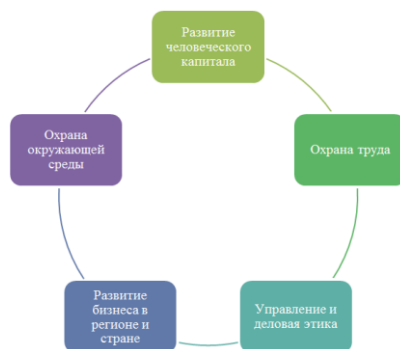 Развитие
человеческого
капитала
Охрана труда
Управление и
деловая этика
Развитие
бизнеса в
регионе и
стране
Охрана
окружающей
среды